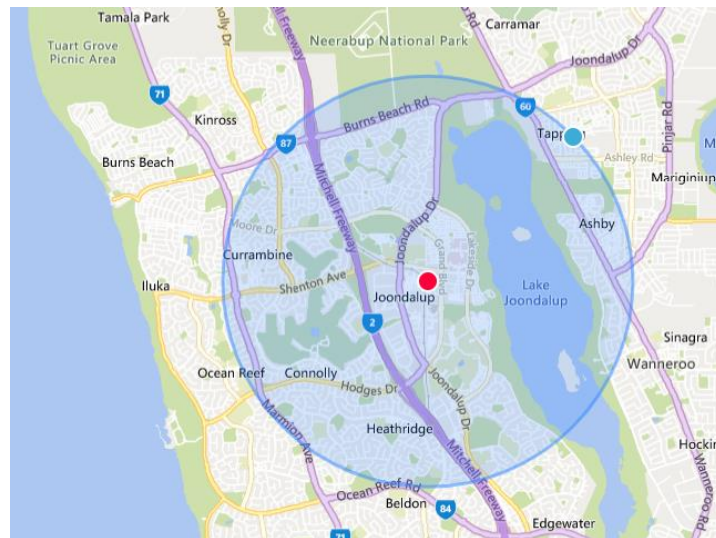 Tamala Park
Carramar
Tuart Grove
Picnic Area
Neerabup National Park
Mitchell Freeway
Joondalup Dr
71
60
Burns Beach Rd
Kinross
87
Ashley Rd
Pinjar Rd
Burns Beach
Mariginiup
Moore Dr
Mitchell Freeway
Joondalup Dr
Grand Blvd
Lakeside Dr
Ashby
Currambine
Iluka
Shenton Ave
Joondalup
Lake
Joondalup
2
Sinagra
Wanneroo
Ocean Reef
Connolly
Hodges Dr
Joondalup Dr
Marmion Ave
Heathridge
Mitchell Freeway
Wanneroo Rd
Ocean Reef Rd
Beldon
84
71
Edgewater